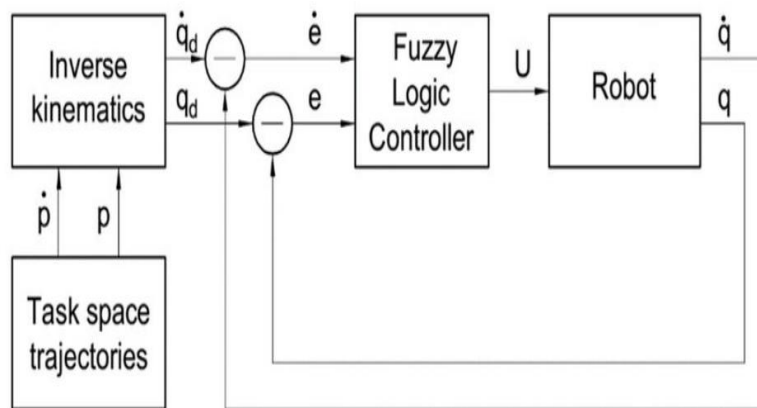 q̇d
ė
Fuzzy
Logic
Controller
U
Robot
q̇
Inverse
kinematics
qd
e
q
ṗ
p
Task space
trajectories